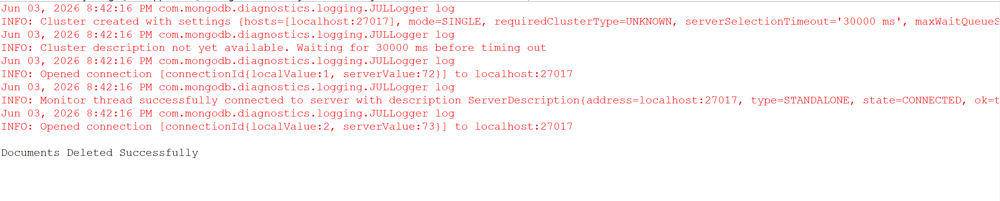 Jun 03, 2026 8:42:16 PM com.mongodb.diagnostics.logging.JULLogger log
INFO: Cluster created with settings {hosts=[localhost:27017], mode=SINGLE, requiredClusterType=UNKNOWN, serverSelectionTimeout='30000 ms', maxWaitQueueS
Jun 03, 2026 8:42:16 PM com.mongodb.diagnostics.logging.JULLogger log
INFO: Cluster description not yet available. Waiting for 30000 ms before timing out
Jun 03, 2026 8:42:16 PM com.mongodb.diagnostics.logging.JULLogger log
INFO: Opened connection [connectionId{localValue:1, serverValue:72}] to localhost:27017
Jun 03, 2026 8:42:16 PM com.mongodb.diagnostics.logging.JULLogger log
INFO: Monitor thread successfully connected to server with description ServerDescription{address=localhost:27017, type=STANDALONE, state=CONNECTED, ok=t
Jun 03, 2026 8:42:16 PM com.mongodb.diagnostics.logging.JULLogger log
INFO: Opened connection [connectionId{localValue:2, serverValue:73}] to localhost:27017
Documents Deleted Successfully